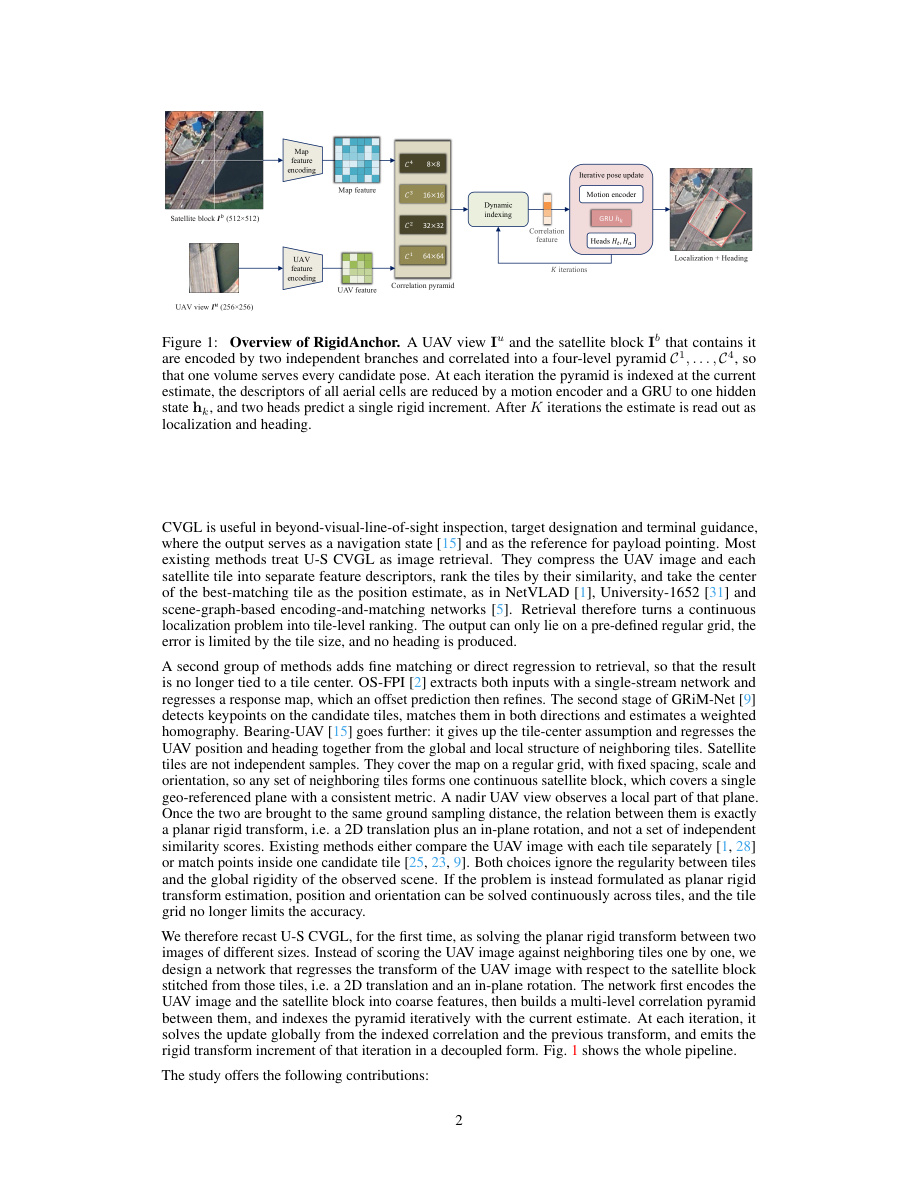 Satellite block I^b (512×512)
Map
feature
encoding
Map feature
UAV view I^u (256×256)
UAV
feature
encoding
UAV feature
C^4 8×8
C^3 16×16
C^2 32×32
C^1 64×64
Correlation pyramid
Dynamic
indexing
Correlation
feature
Iterative pose update
Motion encoder
GRU h_k
Heads H_t, H_α
K iterations
Localization + Heading
Figure 1: Overview of RigidAnchor. A UAV view I^u and the satellite block I^b that contains it
are encoded by two independent branches and correlated into a four-level pyramid C^1, . . . , C^4, so
that one volume serves every candidate pose. At each iteration the pyramid is indexed at the current
estimate, the descriptors of all aerial cells are reduced by a motion encoder and a GRU to one hidden
state h_k, and two heads predict a single rigid increment. After K iterations the estimate is read out as
localization and heading.
CVGL is useful in beyond-visual-line-of-sight inspection, target designation and terminal guidance,
where the output serves as a navigation state [15] and as the reference for payload pointing. Most
existing methods treat U-S CVGL as image retrieval. They compress the UAV image and each
satellite tile into separate feature descriptors, rank the tiles by their similarity, and take the center
of the best-matching tile as the position estimate, as in NetVLAD [1], University-1652 [31] and
scene-graph-based encoding-and-matching networks [5]. Retrieval therefore turns a continuous
localization problem into tile-level ranking. The output can only lie on a pre-defined regular grid, the
error is limited by the tile size, and no heading is produced.
A second group of methods adds fine matching or direct regression to retrieval, so that the result
is no longer tied to a tile center. OS-FPI [2] extracts both inputs with a single-stream network and
regresses a response map, which an offset prediction then refines. The second stage of GRiM-Net [9]
detects keypoints on the candidate tiles, matches them in both directions and estimates a weighted
homography. Bearing-UAV [15] goes further: it gives up the tile-center assumption and regresses the
UAV position and heading together from the global and local structure of neighboring tiles. Satellite
tiles are not independent samples. They cover the map on a regular grid, with fixed spacing, scale and
orientation, so any set of neighboring tiles forms one continuous satellite block, which covers a single
geo-referenced plane with a consistent metric. A nadir UAV view observes a local part of that plane.
Once the two are brought to the same ground sampling distance, the relation between them is exactly
a planar rigid transform, i.e. a 2D translation plus an in-plane rotation, and not a set of independent
similarity scores. Existing methods either compare the UAV image with each tile separately [1, 28]
or match points inside one candidate tile [25, 23, 9]. Both choices ignore the regularity between tiles
and the global rigidity of the observed scene. If the problem is instead formulated as planar rigid
transform estimation, position and orientation can be solved continuously across tiles, and the tile
grid no longer limits the accuracy.
We therefore recast U-S CVGL, for the first time, as solving the planar rigid transform between two
images of different sizes. Instead of scoring the UAV image against neighboring tiles one by one, we
design a network that regresses the transform of the UAV image with respect to the satellite block
stitched from those tiles, i.e. a 2D translation and an in-plane rotation. The network first encodes the
UAV image and the satellite block into coarse features, then builds a multi-level correlation pyramid
between them, and indexes the pyramid iteratively with the current estimate. At each iteration, it
solves the update globally from the indexed correlation and the previous transform, and emits the
rigid transform increment of that iteration in a decoupled form. Fig. 1 shows the whole pipeline.
The study offers the following contributions:
2